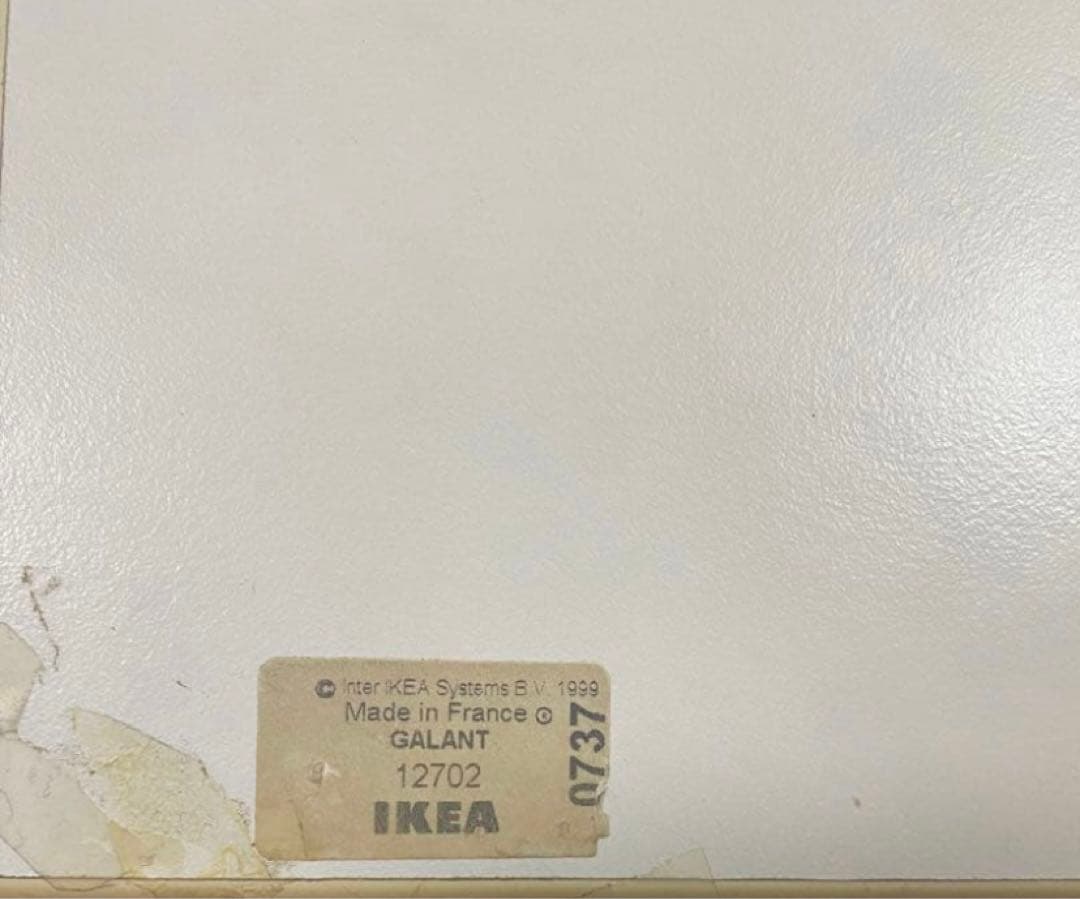 © Inter IKEA Systems B.V. 1999
Made in France
GALANT
12702
IKEA
0737